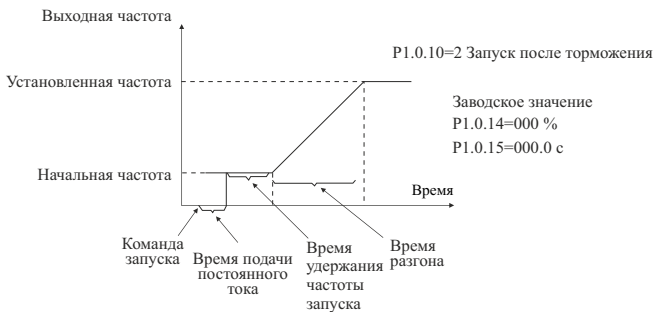 Выходная частота
P1.0.10=2 Запуск после торможения
Установленная частота
Заводское значение
P1.0.14=000 %
P1.0.15=000.0 с
Начальная частота
Время
Команда
запуска
Время подачи
постоянного
тока
Время
удержания
частоты
запуска
Время
разгона